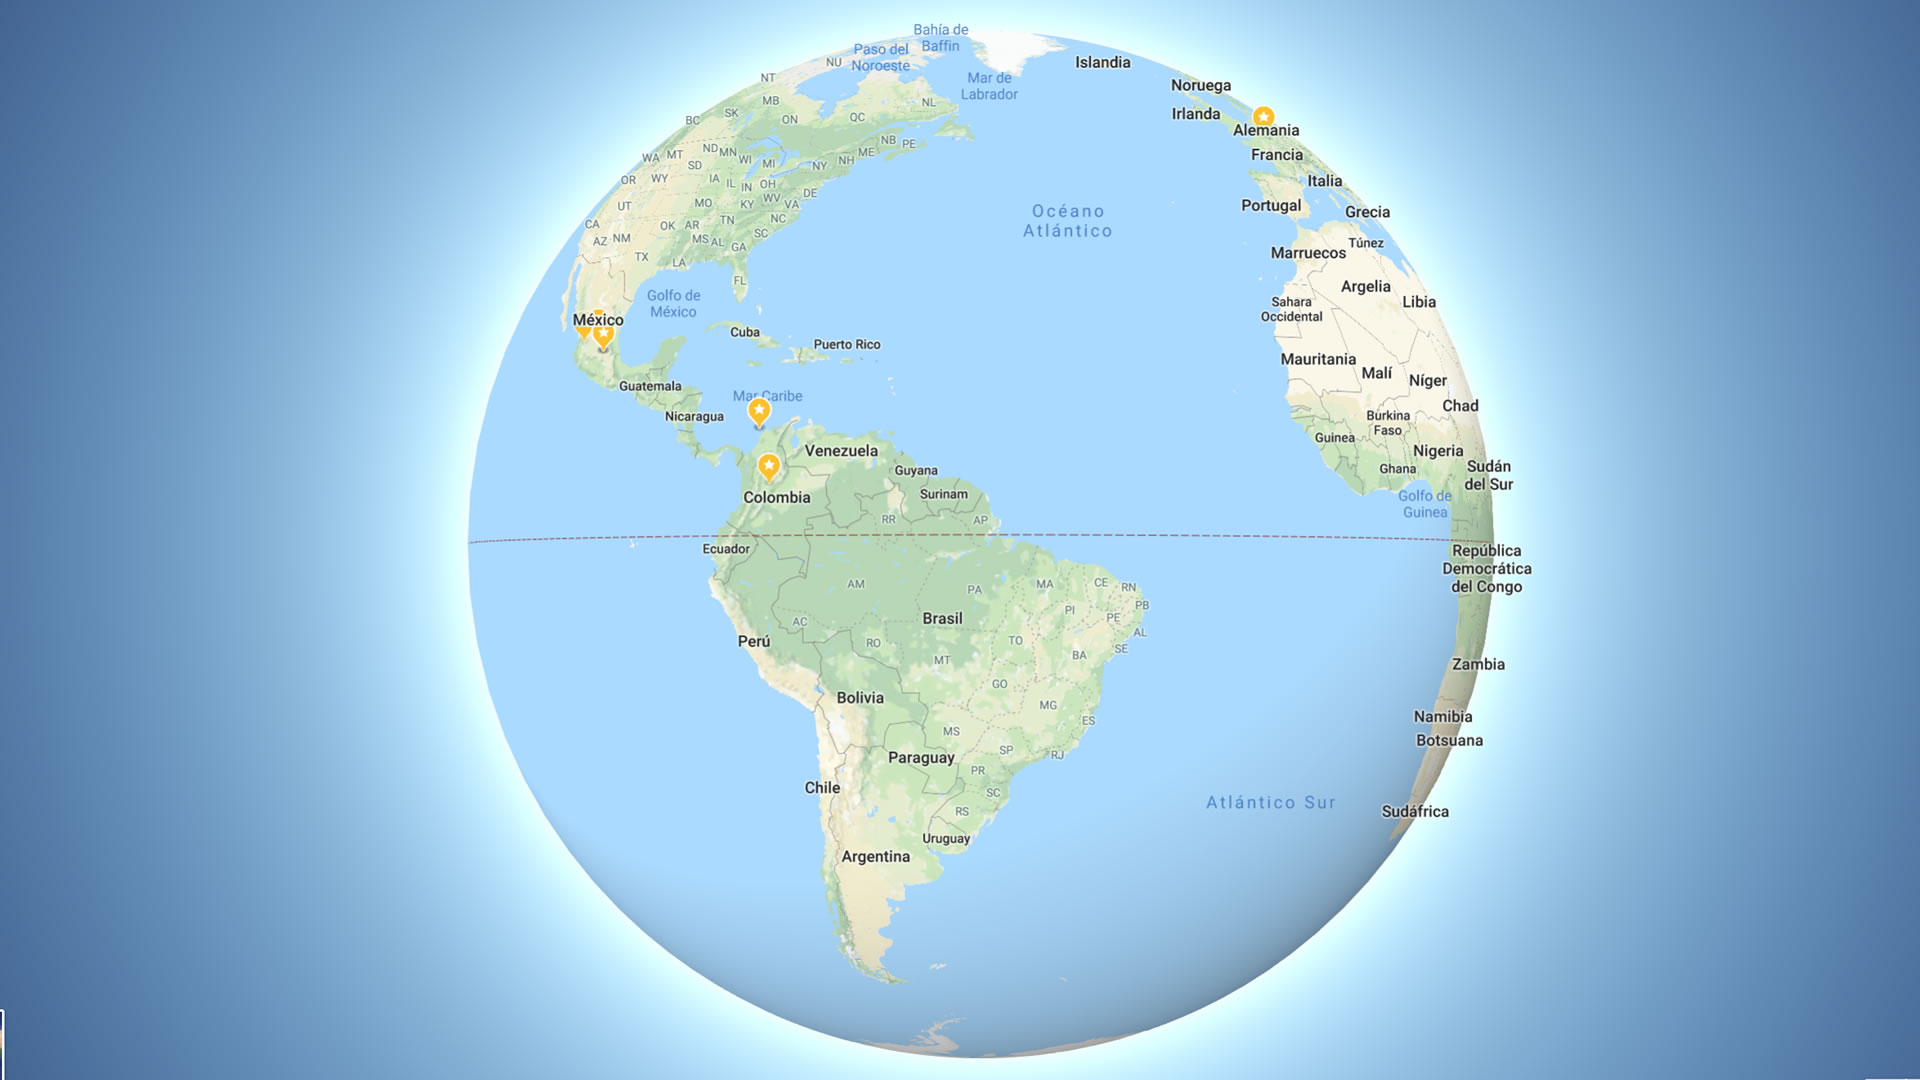 Bahía de
Baffin
Paso del
Noroeste
NU
Islandia
NT
Mar de
Labrador
Noruega
MB
NL
SK
ON
QC
BC
Irlanda
Alemania
NB
PE
ND
MN
ME
WA
MT
WI
MI
NY
NH
Francia
SD
OR
WY
IA
IL
IN
OH
Italia
DE
UT
MO
KY
WV
VA
Portugal
Océano
Atlántico
Grecia
CA
OK
AR
TN
NC
AZ
NM
MS
AL
GA
SC
Túnez
TX
LA
Marruecos
FL
Argelia
Golfo de
México
Sahara
Occidental
Libia
México
Cuba
Puerto Rico
Mauritania
Malí
Níger
Guatemala
Mar Caribe
Chad
Nicaragua
Burkina
Faso
Guinea
Venezuela
Nigeria
Guyana
Ghana
Sudán
del Sur
Colombia
Surinam
Golfo de
Guinea
RR
AP
Ecuador
República
Democrática
del Congo
AM
PA
MA
CE
RN
PB
PI
PE
AC
Brasil
AL
Perú
RO
TO
SE
MT
BA
Zambia
GO
Bolivia
MG
Namibia
ES
MS
Botsuana
SP
RJ
Paraguay
PR
Chile
SC
Atlántico Sur
RS
Sudáfrica
Uruguay
Argentina